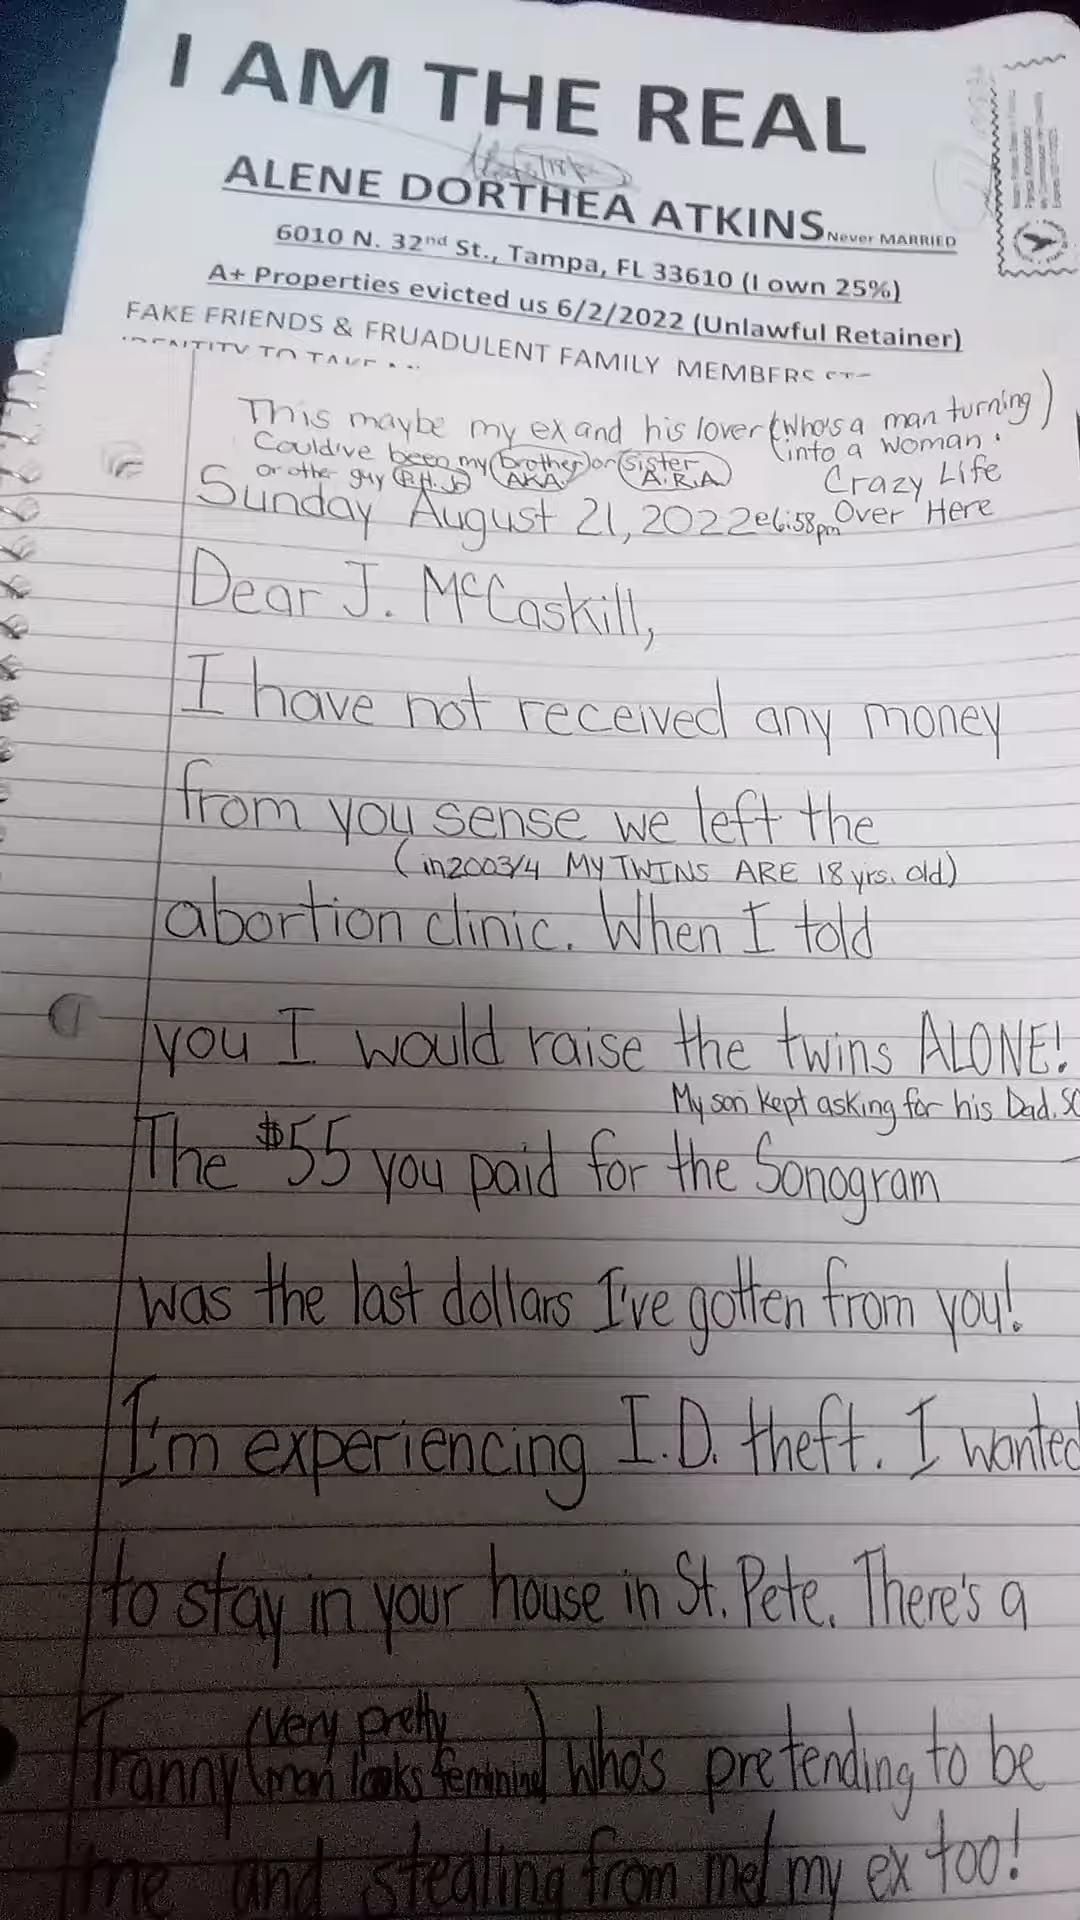 I AM THE REAL
ALENE DORTHEA ATKINS Never MARRIED
6010 N. 32nd St., Tampa, FL 33610 (I own 25%)
A+ Properties evicted us 6/2/2022 (Unlawful Retainer)
FAKE FRIENDS & FRUADULENT FAMILY MEMBERS
IDENTITY TO TAKE
This maybe my ex and his lover (who's a man turning)
Could've been my (brother) or (sister into a woman.
or other guy P.H.J. AKA A.R.A Crazy Life
Sunday August 21, 2022 @ 6:58pm Over Here
Dear J. McCaskill,
I have not received any money
from you sense we left the
(in 2003/4 MY TWINS ARE 18 yrs. old)
abortion clinic. When I told
you I would raise the twins ALONE!
My son kept asking for his Dad. SO
The $55 you paid for the Sonogram
was the last dollars I've gotten from you!
I'm experiencing I.D. theft. I wanted
to stay in your house in St. Pete. There's a
(very pretty
Tranny man looks feminine) who's pretending to be
me and stealing from me/my ex too!